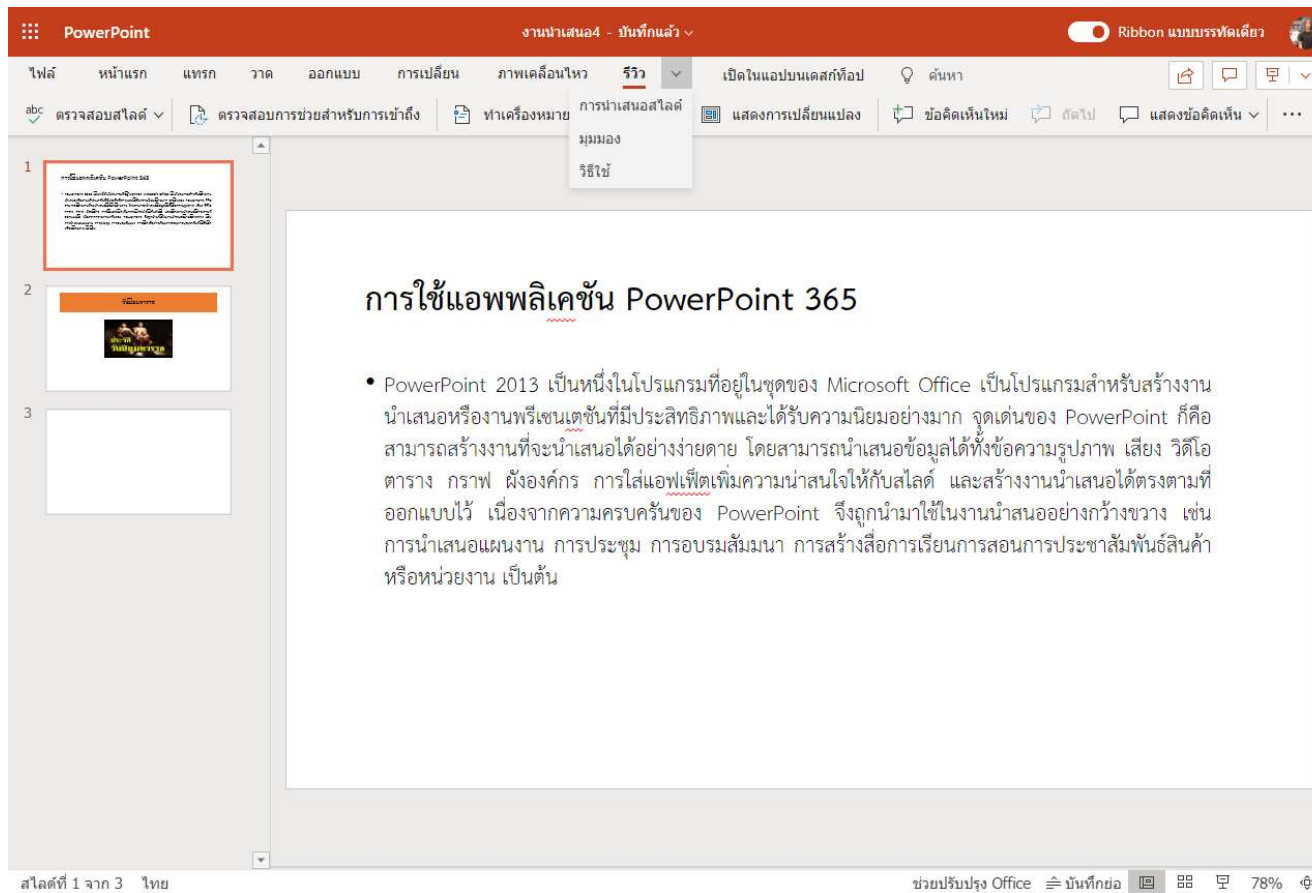 PowerPoint
งานนำเสนอ4 - บันทึกแล้ว
Ribbon แบบบรรทัดเดียว
ไฟล์ หน้าแรก แทรก วาด ออกแบบ การเปลี่ยน ภาพเคลื่อนไหว รีวิว เปิดในแอปบนเดสก์ท็อป ค้นหา
abc ตรวจสอบสไลด์ ตรวจสอบการช่วยสำหรับการเข้าถึง ทำเครื่องหมาย แสดงการเปลี่ยนแปลง ข้อคิดเห็นใหม่ ถัดไป แสดงข้อคิดเห็น
การนำเสนอสไลด์
มุมมอง
วิธีใช้
1
การใช้แอพพลิเคชัน PowerPoint 365
2
3
การใช้แอพพลิเคชัน PowerPoint 365
• PowerPoint 2013 เป็นหนึ่งในโปรแกรมที่อยู่ในชุดของ Microsoft Office เป็นโปรแกรมสำหรับสร้างงาน
นำเสนอหรืองานพรีเซนเตชันที่มีประสิทธิภาพและได้รับความนิยมอย่างมาก จุดเด่นของ PowerPoint ก็คือ
สามารถสร้างงานที่จะนำเสนอได้อย่างง่ายดาย โดยสามารถนำเสนอข้อมูลได้ทั้งข้อความรูปภาพ เสียง วิดีโอ
ตาราง กราฟ ผังองค์กร การใส่แอฟเฟ็ตเพิ่มความน่าสนใจให้กับสไลด์ และสร้างงานนำเสนอได้ตรงตามที่
ออกแบบไว้ เนื่องจากความครบครันของ PowerPoint จึงถูกนำมาใช้ในงานนำสนออย่างกว้างขวาง เช่น
การนำเสนอแผนงาน การประชุม การอบรมสัมมนา การสร้างสื่อการเรียนการสอนการประชาสัมพันธ์สินค้า
หรือหน่วยงาน เป็นต้น
สไลด์ที่ 1 จาก 3 ไทย
ช่วยปรับปรุง Office บันทึกย่อ 78%